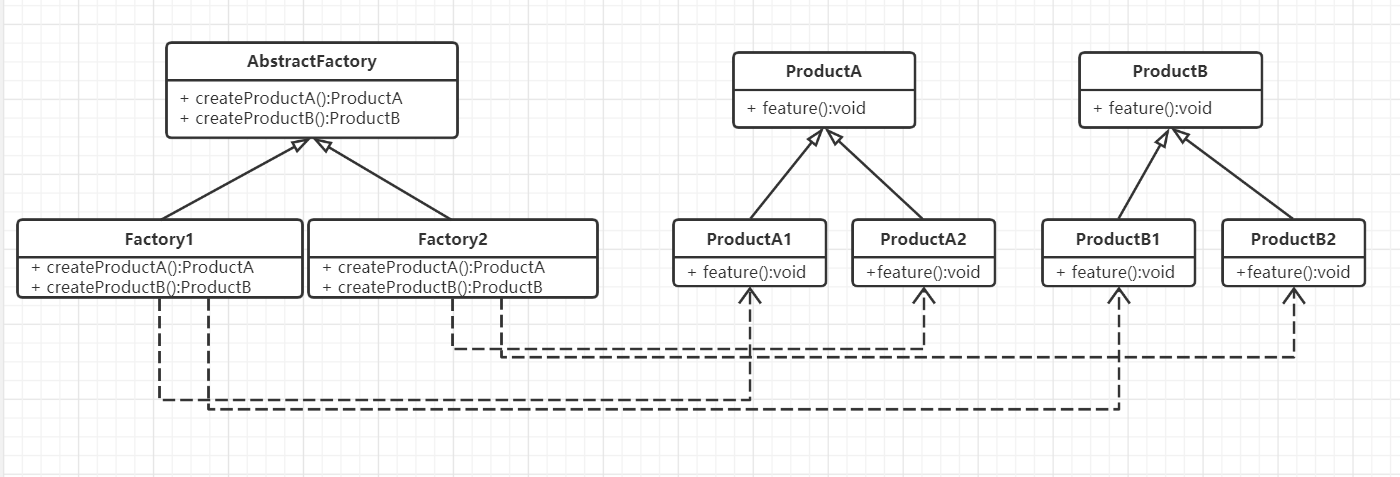 AbstractFactory
+ createProductA():ProductA
+ createProductB():ProductB
ProductA
+ feature():void
ProductB
+ feature():void
Factory1
+ createProductA():ProductA
+ createProductB():ProductB
Factory2
+ createProductA():ProductA
+ createProductB():ProductB
ProductA1
+ feature():void
ProductA2
+feature():void
ProductB1
+ feature():void
ProductB2
+feature():void